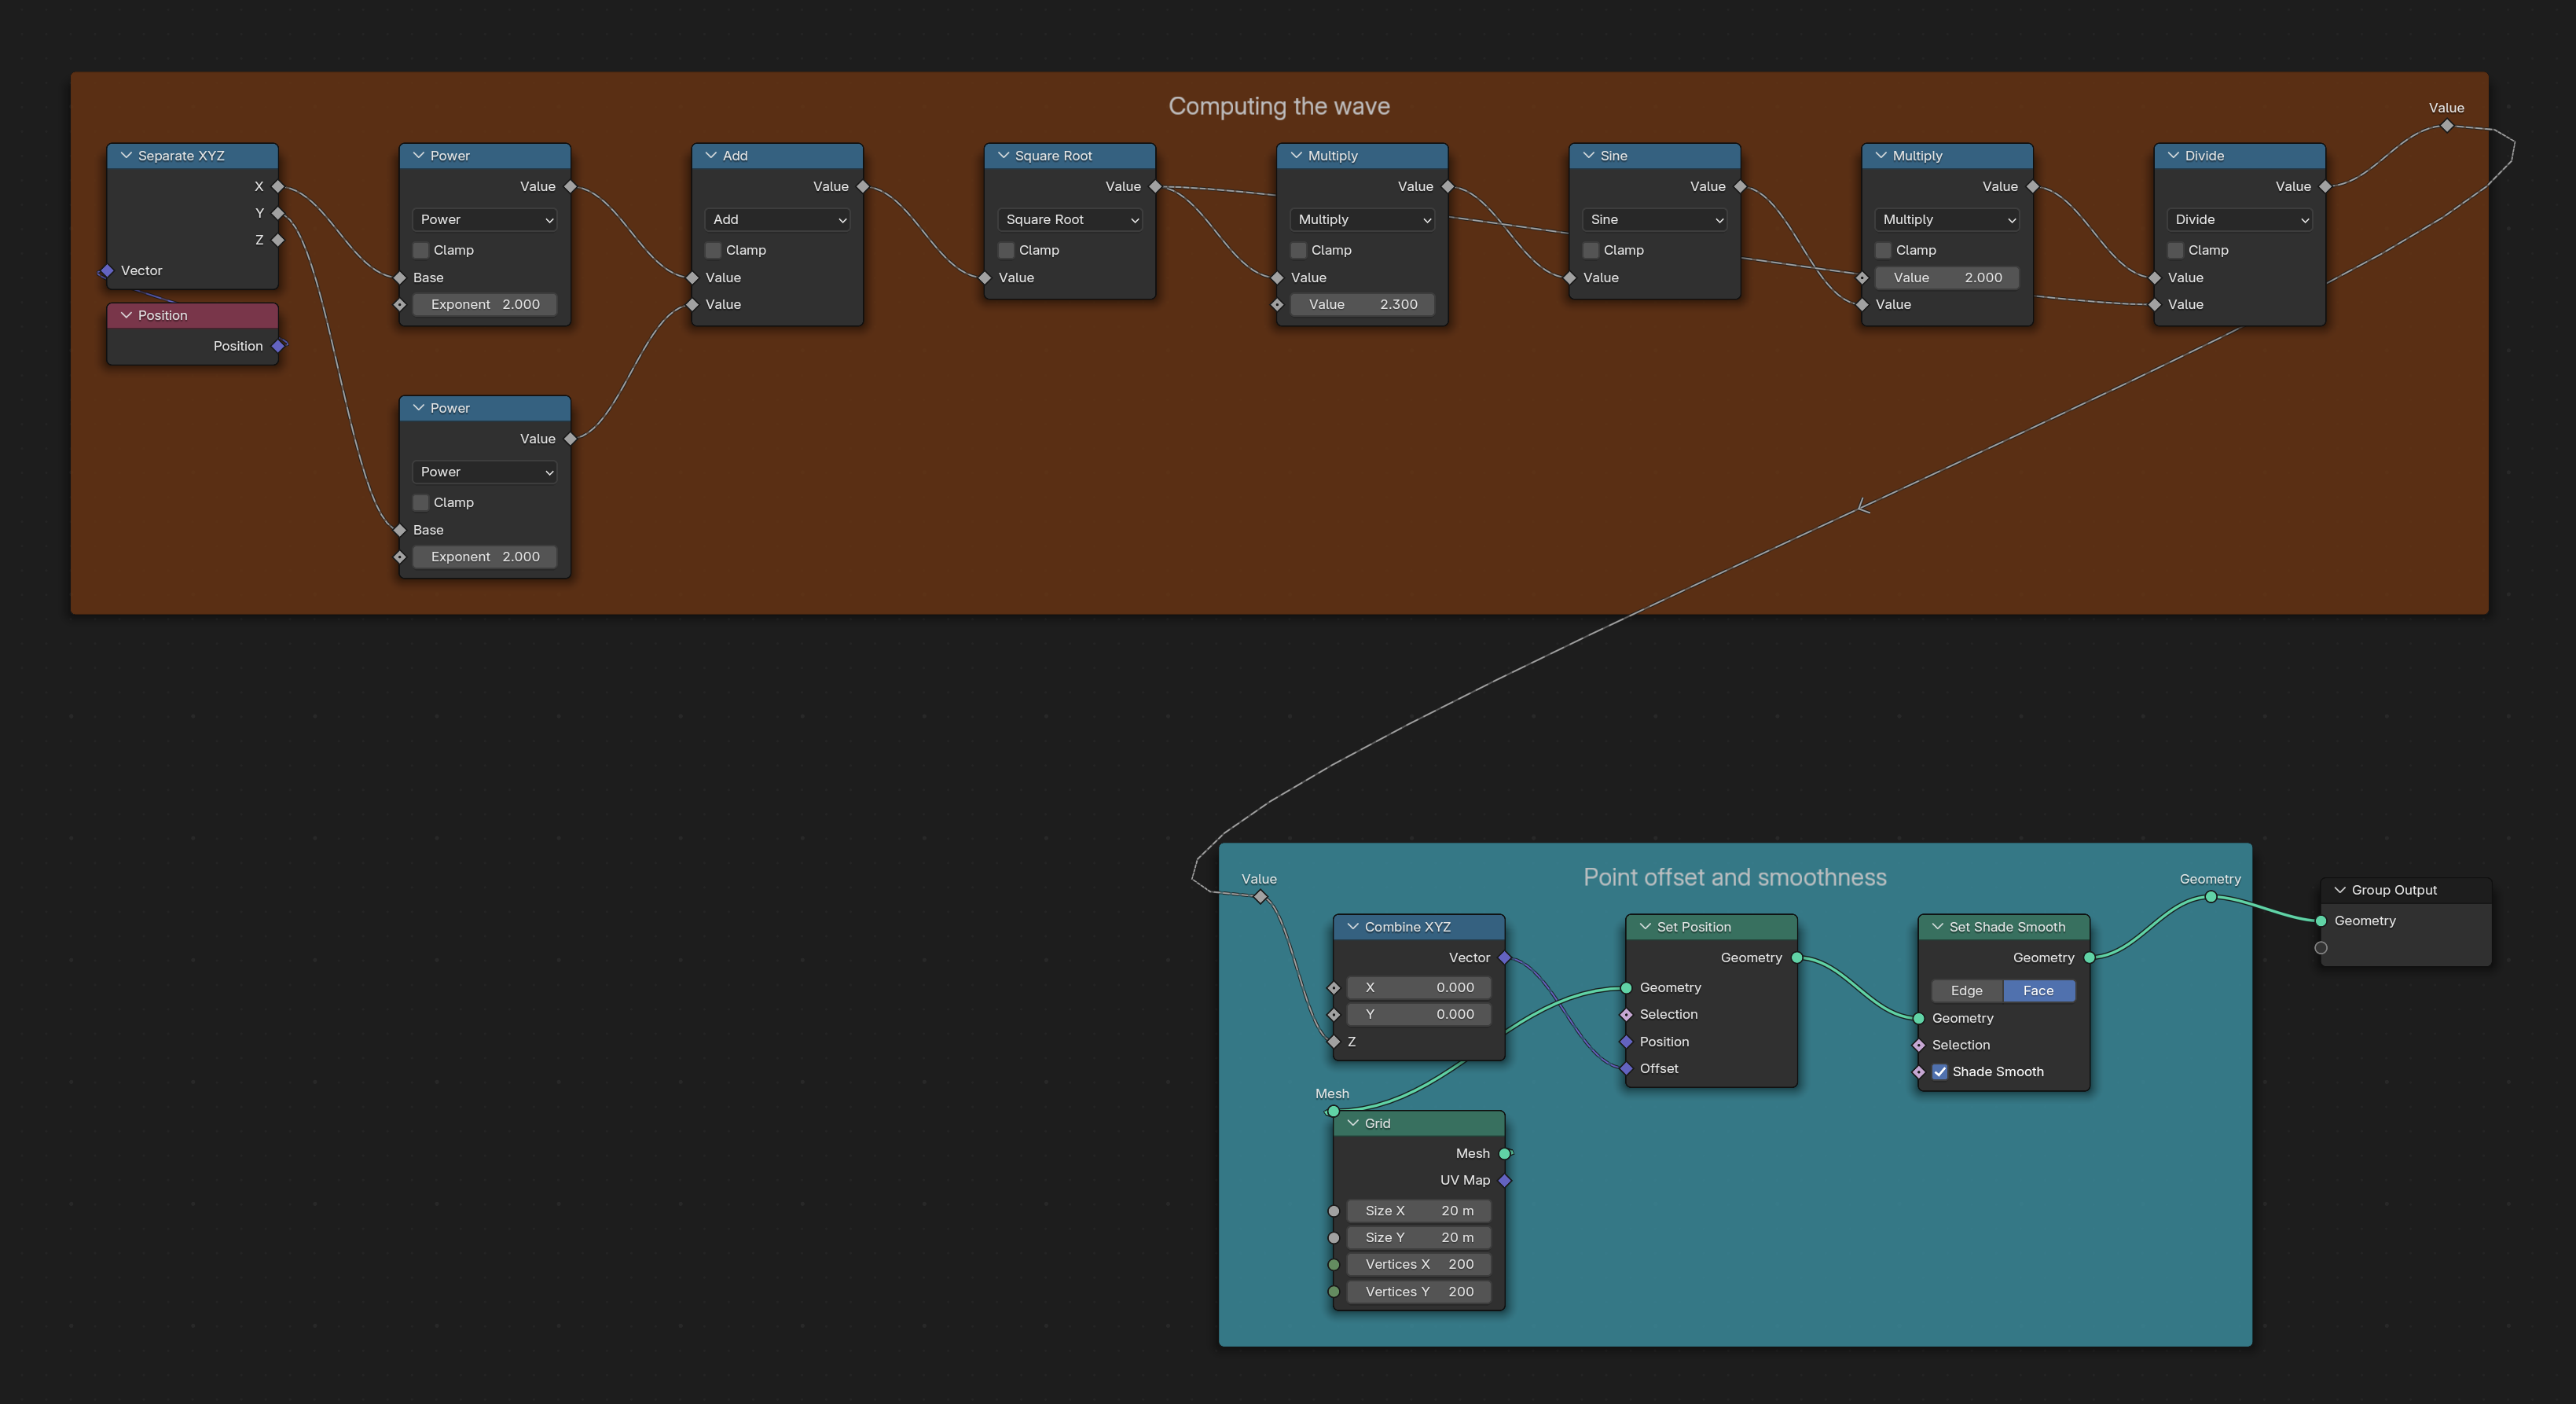 Computing the wave
Value
Separate XYZ
X
Y
Z
Vector
Position
Position
Power
Value
Power
Clamp
Base
Exponent 2.000
Power
Value
Power
Clamp
Base
Exponent 2.000
Add
Value
Add
Clamp
Value
Value
Square Root
Value
Square Root
Clamp
Value
Multiply
Value
Multiply
Clamp
Value
Value 2.300
Sine
Value
Sine
Clamp
Value
Multiply
Value
Multiply
Clamp
Value 2.000
Value
Divide
Value
Divide
Clamp
Value
Value
Point offset and smoothness
Value
Combine XYZ
Vector
X 0.000
Y 0.000
Z
Mesh
Grid
Mesh
UV Map
Size X 20 m
Size Y 20 m
Vertices X 200
Vertices Y 200
Set Position
Geometry
Geometry
Selection
Position
Offset
Set Shade Smooth
Geometry
Edge Face
Geometry
Selection
Shade Smooth
Geometry
Group Output
Geometry